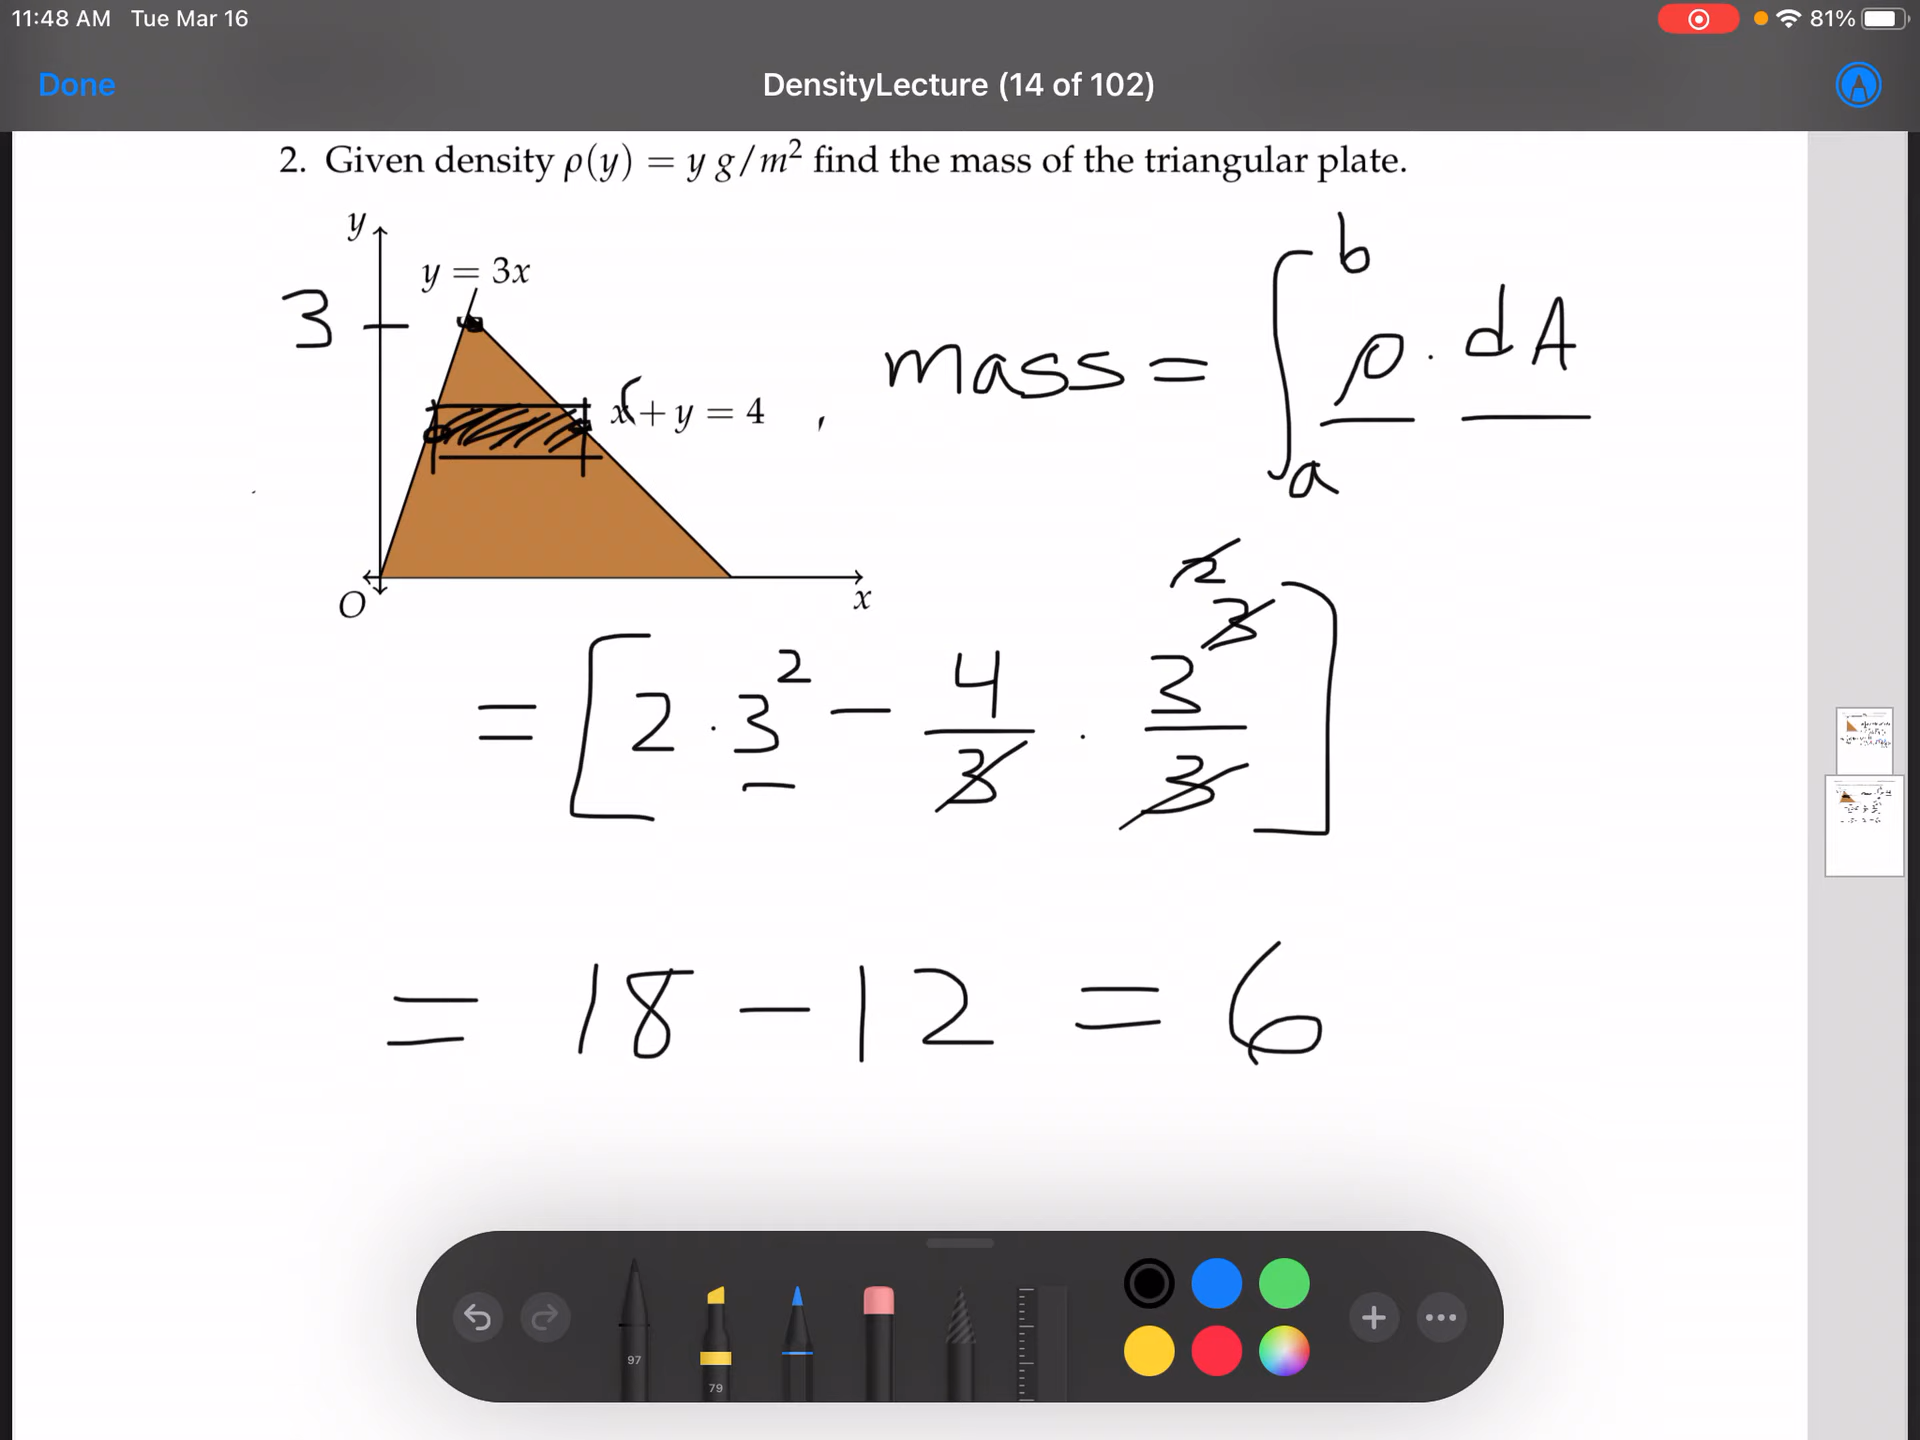 11:48 AM Tue Mar 16 81%
Done DensityLecture (14 of 102)
2. Given density ρ(y) = y g/m² find the mass of the triangular plate.
y
y = 3x
3
x + y = 4
O
x
mass = ∫_a^b ρ · dA
= [2 · 3² − 4/3 · 3³/3]
2
= 18 − 12 = 6
97
79